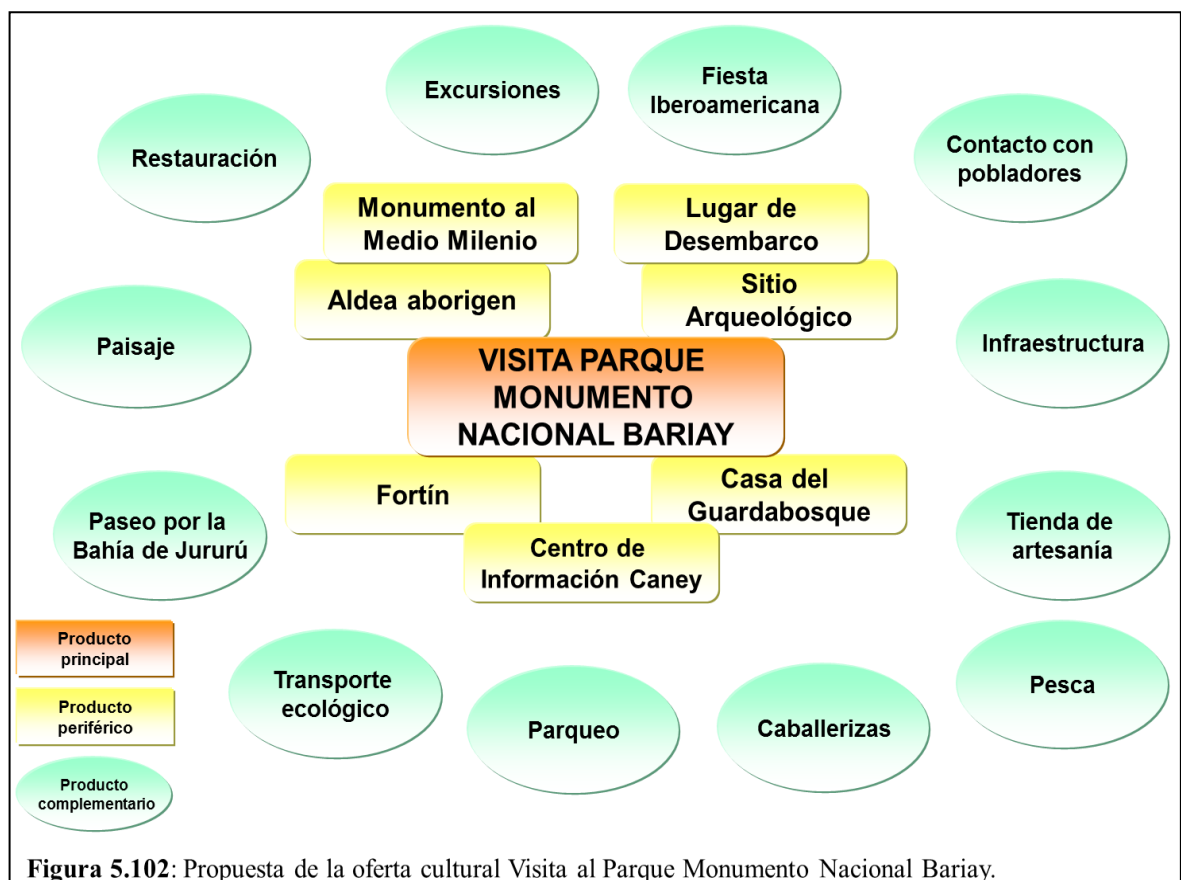 Excursiones
Fiesta
Iberoamericana
Restauración
Contacto con
pobladores
Monumento al
Medio Milenio
Lugar de
Desembarco
Aldea aborigen
Sitio
Arqueológico
Paisaje
Infraestructura
VISITA PARQUE
MONUMENTO
NACIONAL BARIAY
Fortín
Casa del
Guardabosque
Paseo por la
Bahía de Jururú
Tienda de
artesanía
Centro de
Información Caney
Producto
principal
Transporte
ecológico
Pesca
Producto
periférico
Parqueo
Caballerizas
Producto
complementario
Figura 5.102: Propuesta de la oferta cultural Visita al Parque Monumento Nacional Bariay.